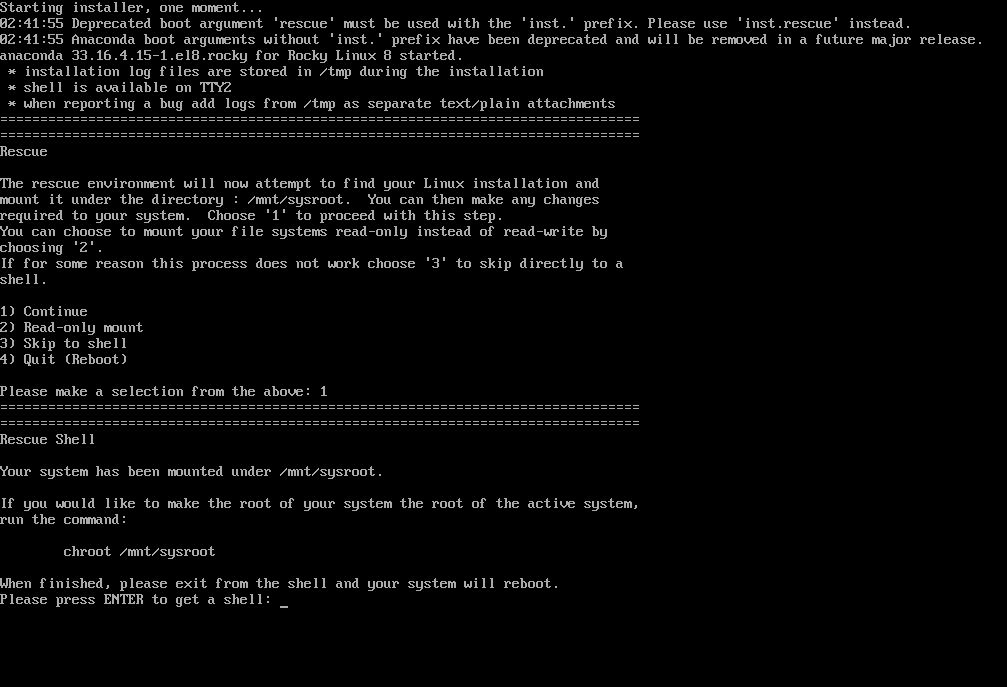 Starting installer, one moment...
02:41:55 Deprecated boot argument 'rescue' must be used with the 'inst.' prefix. Please use 'inst.rescue' instead.
02:41:55 Anaconda boot arguments without 'inst.' prefix have been deprecated and will be removed in a future major release.
anaconda 33.16.4.15-1.el8.rocky for Rocky Linux 8 started.
 * installation log files are stored in /tmp during the installation
 * shell is available on TTY2
 * when reporting a bug add logs from /tmp as separate text/plain attachments
================================================================================
================================================================================
Rescue

The rescue environment will now attempt to find your Linux installation and
mount it under the directory : /mnt/sysroot.  You can then make any changes
required to your system.  Choose '1' to proceed with this step.
You can choose to mount your file systems read-only instead of read-write by
choosing '2'.
If for some reason this process does not work choose '3' to skip directly to a
shell.

1) Continue
2) Read-only mount
3) Skip to shell
4) Quit (Reboot)

Please make a selection from the above: 1
================================================================================
================================================================================
Rescue Shell

Your system has been mounted under /mnt/sysroot.

If you would like to make the root of your system the root of the active system,
run the command:

        chroot /mnt/sysroot

When finished, please exit from the shell and your system will reboot.
Please press ENTER to get a shell: _